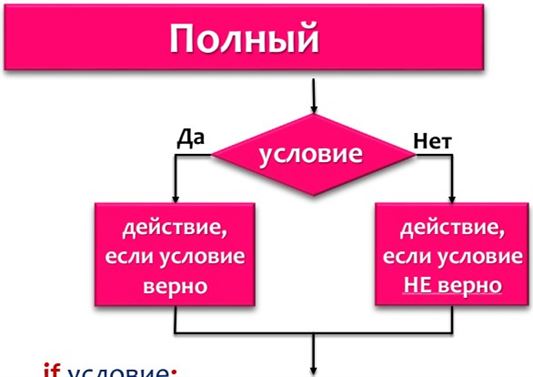 Полный
Да
Нет
условие
действие,
если условие
верно
действие,
если условие
НЕ верно
if условие: